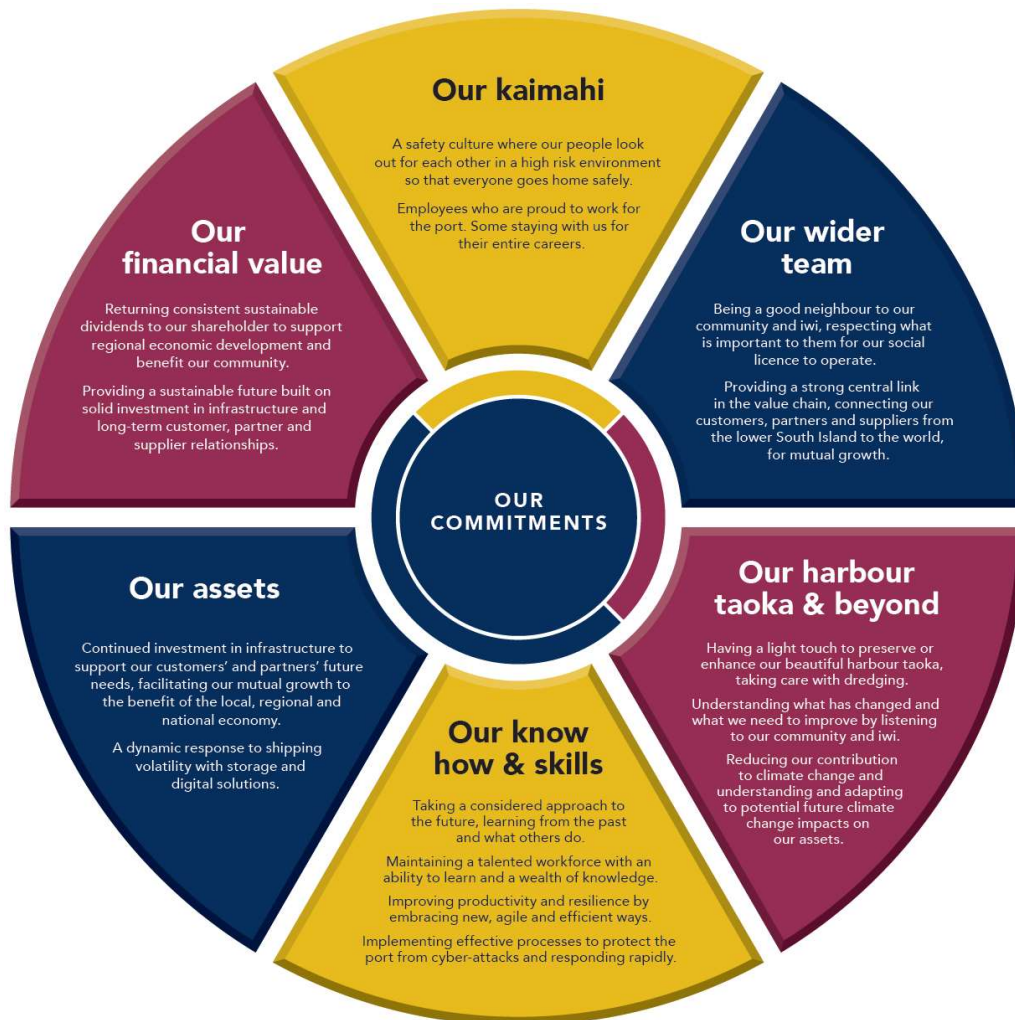 Our kaimahi
A safety culture where our people look
out for each other in a high risk environment
so that everyone goes home safely.
Employees who are proud to work for
the port. Some staying with us for
their entire careers.
Our wider
team
Being a good neighbour to our
community and iwi, respecting what
is important to them for our social
licence to operate.
Providing a strong central link
in the value chain, connecting our
customers, partners and suppliers from
the lower South Island to the world,
for mutual growth.
Our harbour
taoka & beyond
Having a light touch to preserve or
enhance our beautiful harbour taoka,
taking care with dredging.
Understanding what has changed and
what we need to improve by listening
to our community and iwi.
Reducing our contribution
to climate change and
understanding and adapting
to potential future climate
change impacts on
our assets.
Our know
how & skills
Taking a considered approach to
the future, learning from the past
and what others do.
Maintaining a talented workforce with an
ability to learn and a wealth of knowledge.
Improving productivity and resilience by
embracing new, agile and efficient ways.
Implementing effective processes to protect the
port from cyber-attacks and responding rapidly.
Our assets
Continued investment in infrastructure to
support our customers’ and partners’ future
needs, facilitating our mutual growth to
the benefit of the local, regional and
national economy.
A dynamic response to shipping
volatility with storage and
digital solutions.
Our
financial value
Returning consistent sustainable
dividends to our shareholder to support
regional economic development and
benefit our community.
Providing a sustainable future built on
solid investment in infrastructure and
long-term customer, partner and
supplier relationships.
OUR
COMMITMENTS